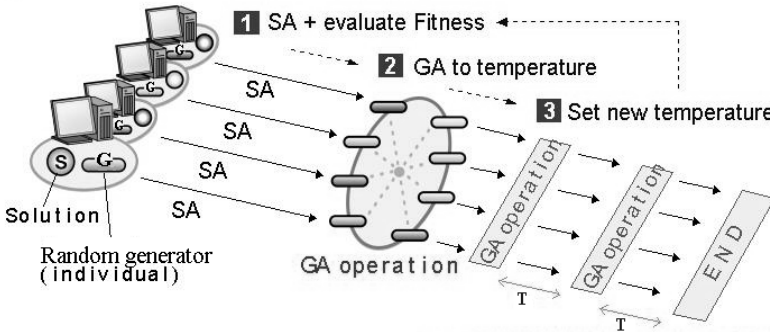 1 SA + evaluate Fitness
2 GA to temperature
3 Set new temperature
SA
SA
SA
SA
G
G
G
S G
Solution
Random generator
(individual)
GA operation
GA operation
GA operation
END
T
T